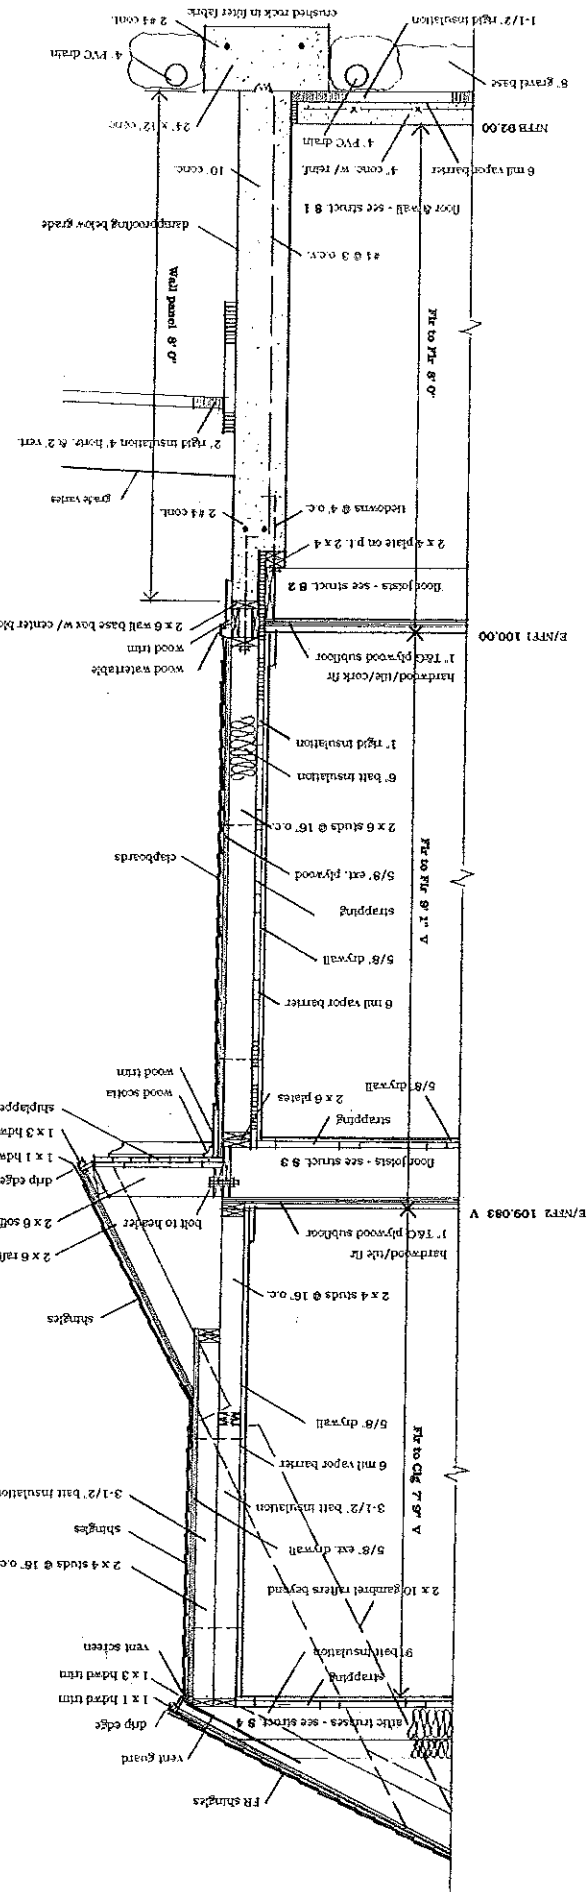 FR shingles
vent guard
drip edge
1 x 1 hdwd trim
1 x 3 hdwd trim
vent screen
attic trusses - see struct. S 4
strapping
9" batt insulation
2 x 10 gambrel rafters beyond
2 x 4 studs @ 16" o.c.
shingles
3-1/2" batt insulation
5/8" ext. drywall
3-1/2" batt insulation
6 mil vapor barrier
5/8" drywall
Flr to Clg 7' 9" V
shingles
2 x 4 studs @ 16" o.c.
2 x 6 raft
2 x 6 soff
bolt to header
drip edge
1 x 1 hdw
1 x 3 hdw
shiplappe
hardwood/tile flr
1" T&G plywood subfloor
E/NFF2 109.083 V
floor joists - see struct. S 3
strapping
5/8" drywall
2 x 6 plates
wood scotia
wood trim
6 mil vapor barrier
5/8" drywall
strapping
5/8" ext. plywood
clapboards
2 x 6 studs @ 16" o.c.
6" batt insulation
1" rigid insulation
Flr to Flr 9' 1" V
hardwood/tile/cork flr
1" T&G plywood subfloor
E/NFF1 100.00
wood watertable
wood trim
2 x 6 wall base box w/ center blo
floor joists - see struct. S 2
2 x 4 plate on p.t. 2 x 4
tiedowns @ 4' o.c.
2 #4 cont.
grade varies
2" rigid insulation 4' horiz. & 2' vert.
Wall panel 8' 0"
Flr to Flr 8' 0"
#4 @ 3 o.c.v.
dampproofing below grade
floor & wall - see struct. S 1
10" conc.
6 mil vapor barrier
4" conc. w/ reinf.
4" PVC drain
NFFB 92.00
24" x 12" conc
8" gravel base
1-1/2" rigid insulation
4" PVC drain
2 #4 cont.
crushed rock in filter fabric